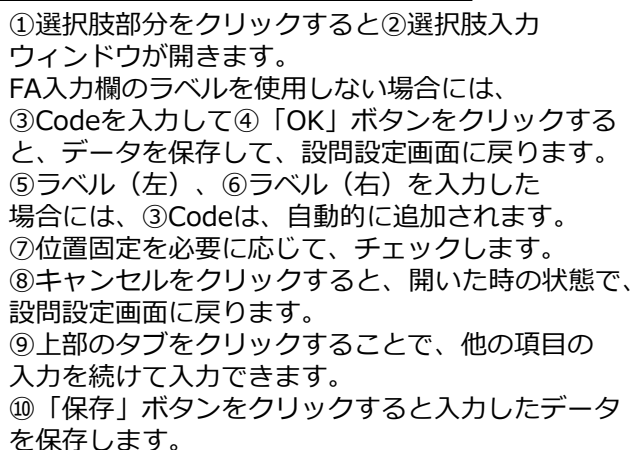 ①選択肢部分をクリックすると②選択肢入力
ウィンドウが開きます。
FA入力欄のラベルを使用しない場合には、
③Codeを入力して④「OK」ボタンをクリックする
と、データを保存して、設問設定画面に戻ります。
⑤ラベル（左）、⑥ラベル（右）を入力した
場合には、③Codeは、自動的に追加されます。
⑦位置固定を必要に応じて、チェックします。
⑧キャンセルをクリックすると、開いた時の状態で、
設問設定画面に戻ります。
⑨上部のタブをクリックすることで、他の項目の
入力を続けて入力できます。
⑩「保存」ボタンをクリックすると入力したデータ
を保存します。